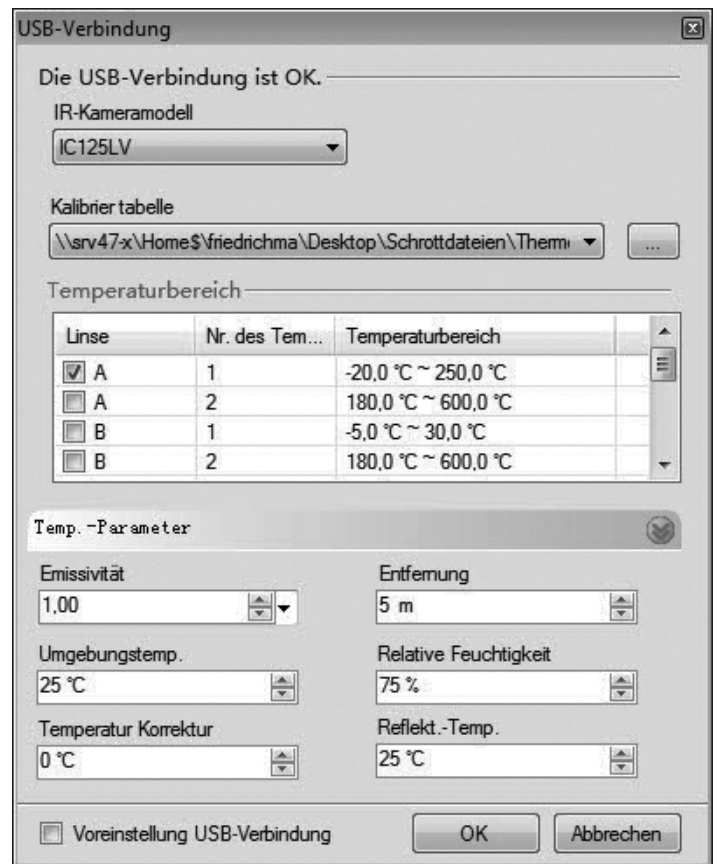 USB-Verbindung
Die USB-Verbindung ist OK.
IR-Kameramodell
IC125LV
Kalibrier tabelle
\\srv47-x\Home$\friedrichma\Desktop\Schrottdateien\Therm ...
Temperaturbereich
Linse Nr. des Tem... Temperaturbereich
A 1 -20,0 °C ~ 250,0 °C
A 2 180,0 °C ~ 600,0 °C
B 1 -5,0 °C ~ 30,0 °C
B 2 180,0 °C ~ 600,0 °C
Temp.-Parameter
Emissivität Entfernung
1,00 5 m
Umgebungstemp. Relative Feuchtigkeit
25 °C 75 %
Temperatur Korrektur Reflekt.-Temp.
0 °C 25 °C
Voreinstellung USB-Verbindung OK Abbrechen